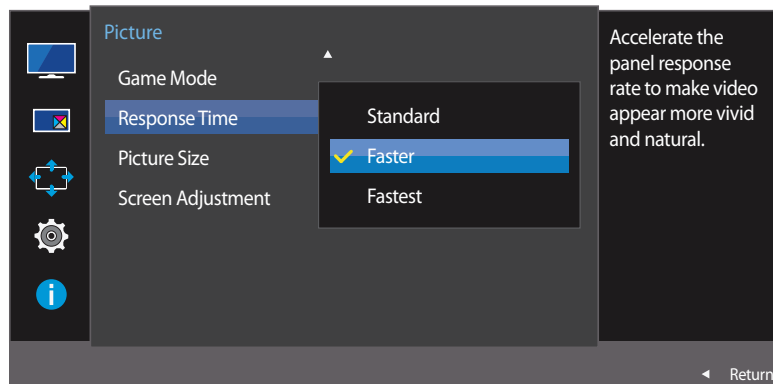 Picture
Game Mode
Response Time
Picture Size
Screen Adjustment
Standard
Faster
Fastest
Accelerate the
panel response
rate to make video
appear more vivid
and natural.
Return